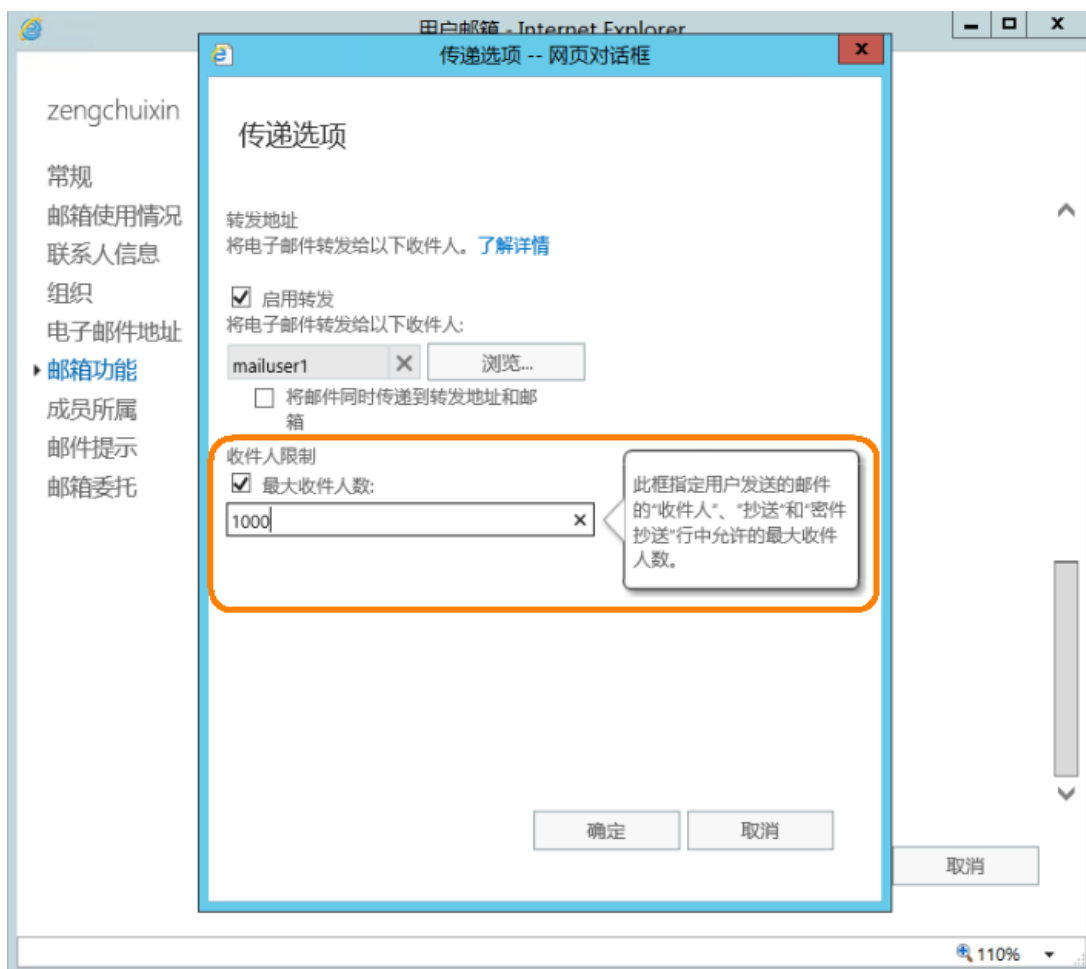 用户邮箱 - Internet Explorer
传递选项 -- 网页对话框
zengchuixin
常规
邮箱使用情况
联系人信息
组织
电子邮件地址
邮箱功能
成员所属
邮件提示
邮箱委托
传递选项
转发地址
将电子邮件转发给以下收件人。了解详情
启用转发
将电子邮件转发给以下收件人:
mailuser1
浏览...
将邮件同时传递到转发地址和邮
箱
收件人限制
最大收件人数:
1000
此框指定用户发送的邮件
的“收件人”、“抄送”和“密件
抄送”行中允许的最大收件
人数。
确定
取消
取消
110%